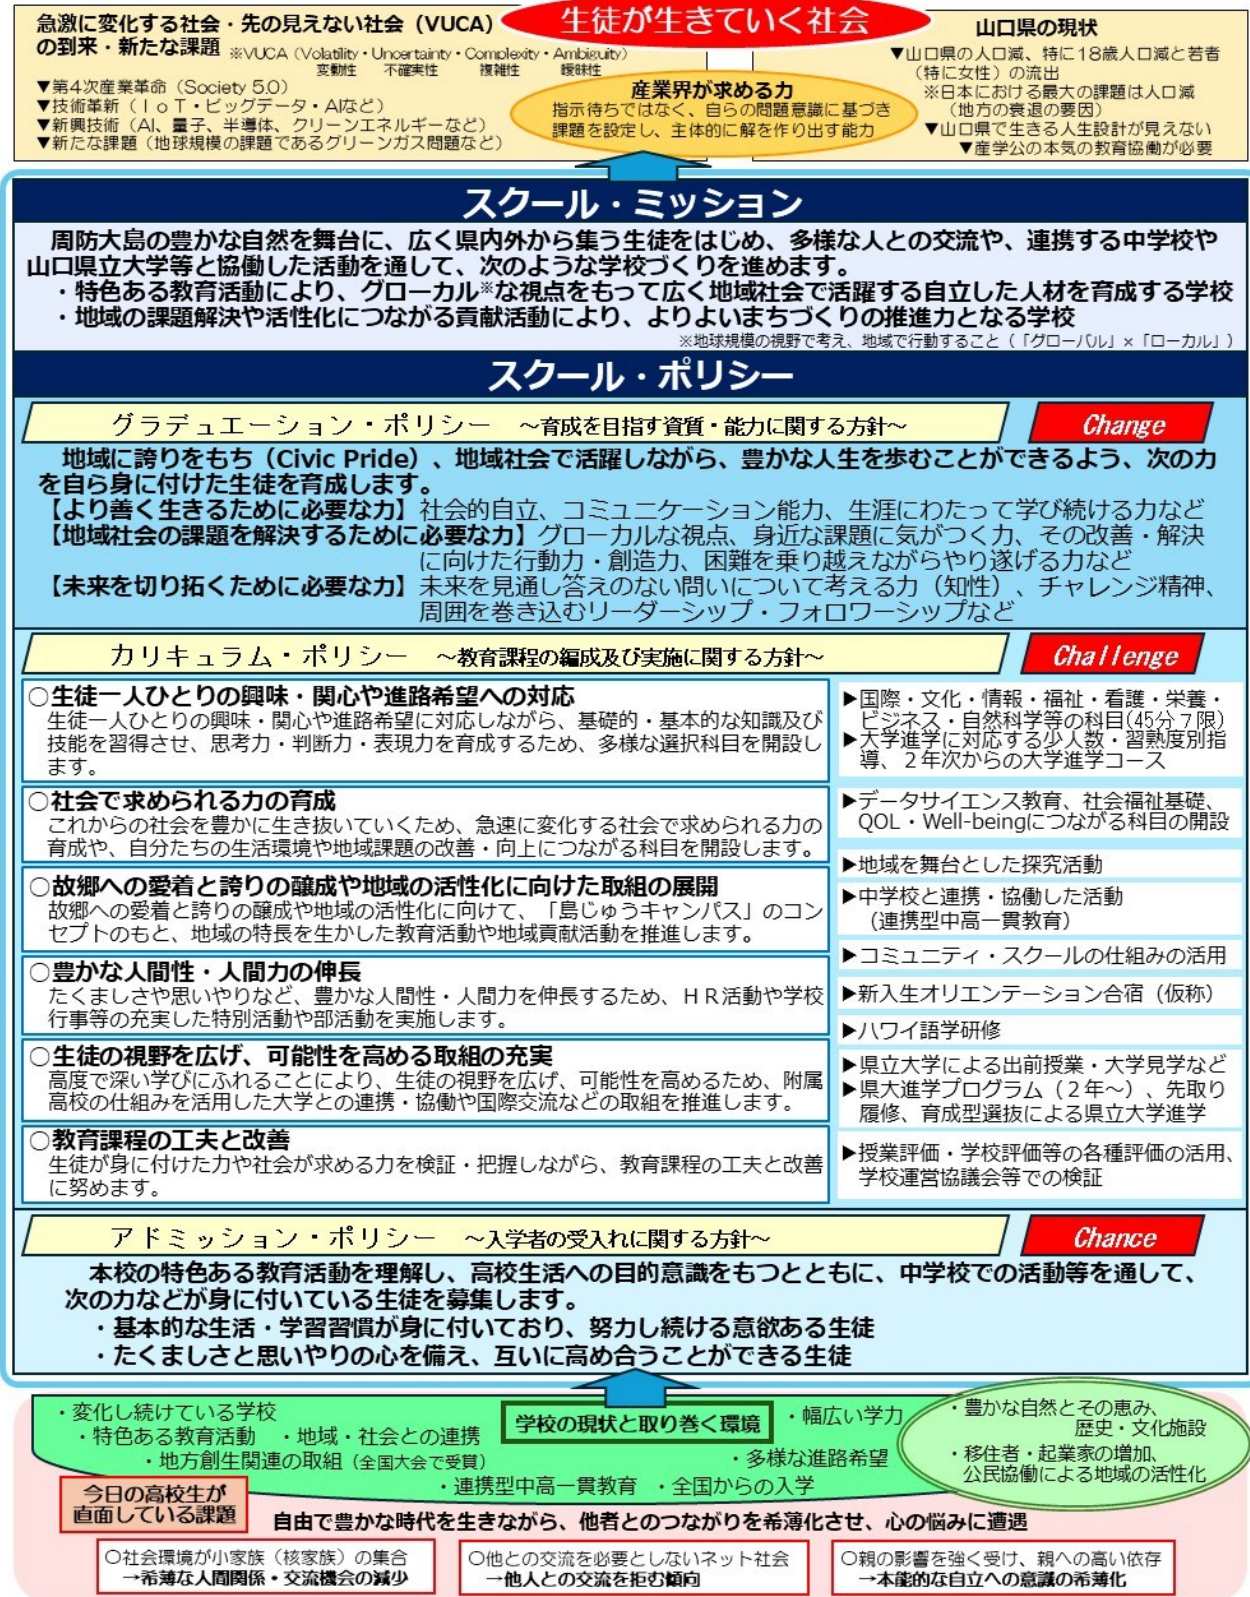 生徒が生きていく社会
急激に変化する社会・先の見えない社会（VUCA）
の到来・新たな課題 ※VUCA（Volatility・Uncertainty・Complexity・Ambiguity）
変動性 不確実性 複雑性 曖昧性
▼第4次産業革命（Society 5.0）
▼技術革新（ＩｏＴ・ビッグデータ・AIなど）
▼新興技術（AI、量子、半導体、クリーンエネルギーなど）
▼新たな課題（地球規模の課題であるグリーンガス問題など）
産業界が求める力
指示待ちではなく、自らの問題意識に基づき
課題を設定し、主体的に解を作り出す能力
山口県の現状
▼山口県の人口減、特に18歳人口減と若者
（特に女性）の流出
※日本における最大の課題は人口減
（地方の衰退の要因）
▼山口県で生きる人生設計が見えない
▼産学公の本気の教育協働が必要
スクール・ミッション
周防大島の豊かな自然を舞台に、広く県内外から集う生徒をはじめ、多様な人との交流や、連携する中学校や
山口県立大学等と協働した活動を通して、次のような学校づくりを進めます。
・特色ある教育活動により、グローカル※な視点をもって広く地域社会で活躍する自立した人材を育成する学校
・地域の課題解決や活性化につながる貢献活動により、よりよいまちづくりの推進力となる学校
※地球規模の視野で考え、地域で行動すること（「グローバル」×「ローカル」）
スクール・ポリシー
グラデュエーション・ポリシー ～育成を目指す資質・能力に関する方針～
Change
地域に誇りをもち（Civic Pride）、地域社会で活躍しながら、豊かな人生を歩むことができるよう、次の力
を自ら身に付けた生徒を育成します。
【より善く生きるために必要な力】社会的自立、コミュニケーション能力、生涯にわたって学び続ける力など
【地域社会の課題を解決するために必要な力】グローカルな視点、身近な課題に気がつく力、その改善・解決
に向けた行動力・創造力、困難を乗り越えながらやり遂げる力など
【未来を切り拓くために必要な力】未来を見通し答えのない問いについて考える力（知性）、チャレンジ精神、
周囲を巻き込むリーダーシップ・フォロワーシップなど
カリキュラム・ポリシー ～教育課程の編成及び実施に関する方針～
Challenge
○生徒一人ひとりの興味・関心や進路希望への対応
生徒一人ひとりの興味・関心や進路希望に対応しながら、基礎的・基本的な知識及び
技能を習得させ、思考力・判断力・表現力を育成するため、多様な選択科目を開設し
ます。
▶国際・文化・情報・福祉・看護・栄養・
ビジネス・自然科学等の科目(45分７限)
▶大学進学に対応する少人数・習熟度別指
導、２年次からの大学進学コース
○社会で求められる力の育成
これからの社会を豊かに生き抜いていくため、急速に変化する社会で求められる力の
育成や、自分たちの生活環境や地域課題の改善・向上につながる科目を開設します。
▶データサイエンス教育、社会福祉基礎、
QOL・Well-beingにつながる科目の開設
○故郷への愛着と誇りの醸成や地域の活性化に向けた取組の展開
故郷への愛着と誇りの醸成や地域の活性化に向けて、「島じゅうキャンパス」のコン
セプトのもと、地域の特長を生かした教育活動や地域貢献活動を推進します。
▶地域を舞台とした探究活動
▶中学校と連携・協働した活動
（連携型中高一貫教育）
▶コミュニティ・スクールの仕組みの活用
○豊かな人間性・人間力の伸長
たくましさや思いやりなど、豊かな人間性・人間力を伸長するため、ＨＲ活動や学校
行事等の充実した特別活動や部活動を実施します。
▶新入生オリエンテーション合宿（仮称）
▶ハワイ語学研修
○生徒の視野を広げ、可能性を高める取組の充実
高度で深い学びにふれることにより、生徒の視野を広げ、可能性を高めるため、附属
高校の仕組みを活用した大学との連携・協働や国際交流などの取組を推進します。
▶県立大学による出前授業・大学見学など
▶県大進学プログラム（２年～）、先取り
履修、育成型選抜による県立大学進学
○教育課程の工夫と改善
生徒が身に付けた力や社会が求める力を検証・把握しながら、教育課程の工夫と改善
に努めます。
▶授業評価・学校評価等の各種評価の活用、
学校運営協議会等での検証
アドミッション・ポリシー ～入学者の受入れに関する方針～
Chance
本校の特色ある教育活動を理解し、高校生活への目的意識をもつとともに、中学校での活動等を通して、
次の力などが身に付いている生徒を募集します。
・基本的な生活・学習習慣が身に付いており、努力し続ける意欲ある生徒
・たくましさと思いやりの心を備え、互いに高め合うことができる生徒
学校の現状と取り巻く環境
・変化し続けている学校
・特色ある教育活動 ・地域・社会との連携
・地方創生関連の取組（全国大会で受賞）
・連携型中高一貫教育 ・全国からの入学
・幅広い学力
・多様な進路希望
・豊かな自然とその恵み、
歴史・文化施設
・移住者・起業家の増加、
公民協働による地域の活性化
今日の高校生が
直面している課題
自由で豊かな時代を生きながら、他者とのつながりを希薄化させ、心の悩みに遭遇
○社会環境が小家族（核家族）の集合
→希薄な人間関係・交流機会の減少
○他との交流を必要としないネット社会
→他人との交流を拒む傾向
○親の影響を強く受け、親への高い依存
→本能的な自立への意識の希薄化